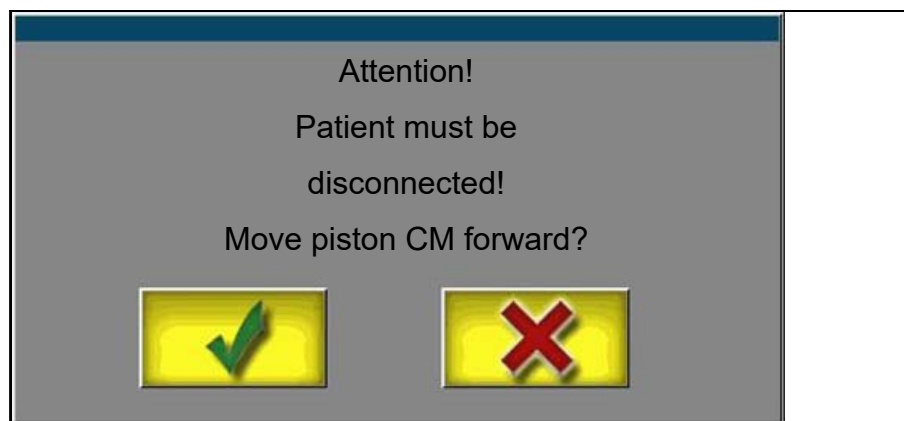 Attention!
Patient must be
disconnected!
Move piston CM forward?